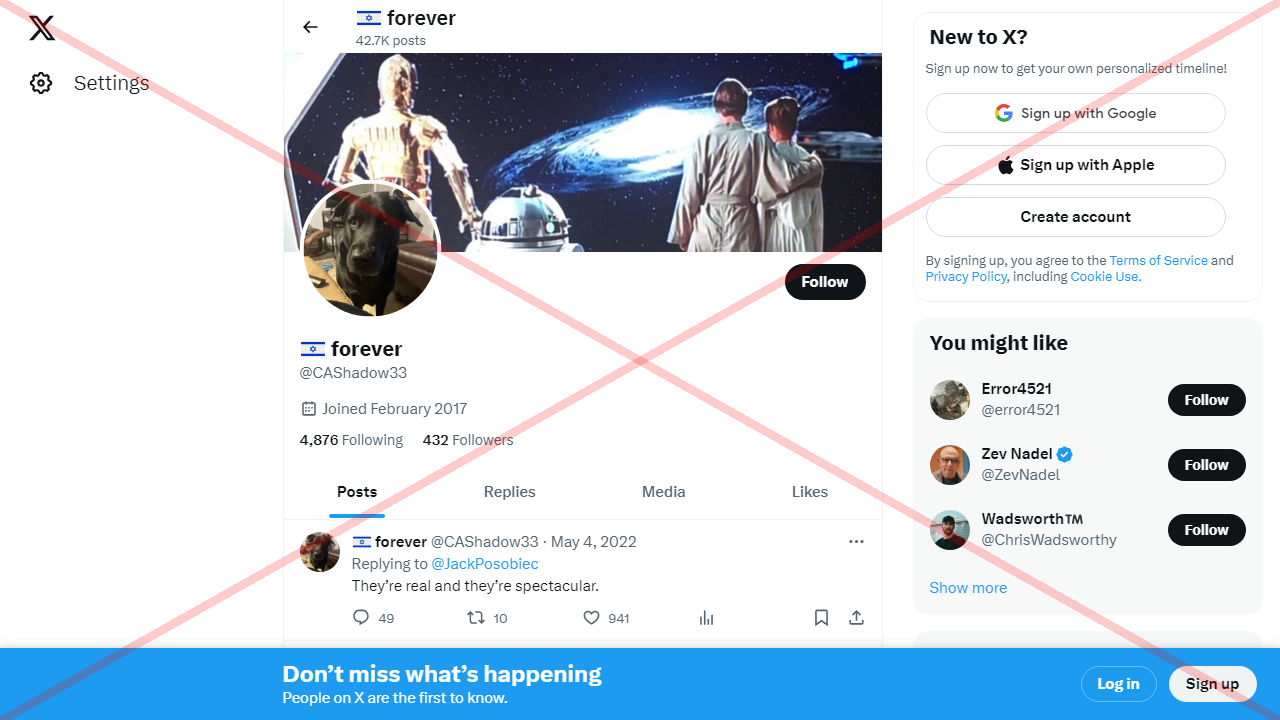 Settings
🇮🇱 forever
42.7K posts
Follow
🇮🇱 forever
@CAShadow33
Joined February 2017
4,876 Following 432 Followers
Posts Replies Media Likes
🇮🇱 forever @CAShadow33 · May 4, 2022
Replying to @JackPosobiec
They’re real and they’re spectacular.
49 10 941
New to X?
Sign up now to get your own personalized timeline!
Sign up with Google
Sign up with Apple
Create account
By signing up, you agree to the Terms of Service and
Privacy Policy, including Cookie Use.
You might like
Error4521
@error4521
Follow
Zev Nadel
@ZevNadel
Follow
Wadsworth™️
@ChrisWadsworth
Follow
Show more
Don’t miss what’s happening
People on X are the first to know.
Log in
Sign up